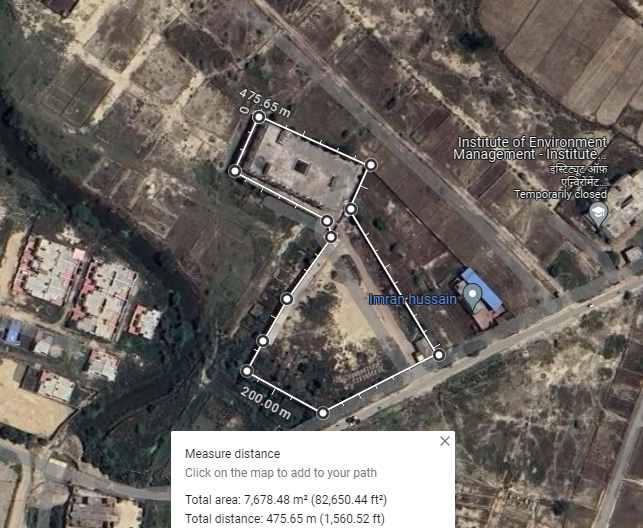 475.65 m
0
Institute of Environment
Management - Institute...
इंस्टिट्यूट ऑफ
एन्विरोंमेंट...
Temporarily closed
Imran hussain
200.00 m
Measure distance
Click on the map to add to your path
Total area: 7,678.48 m² (82,650.44 ft²)
Total distance: 475.65 m (1,560.52 ft)